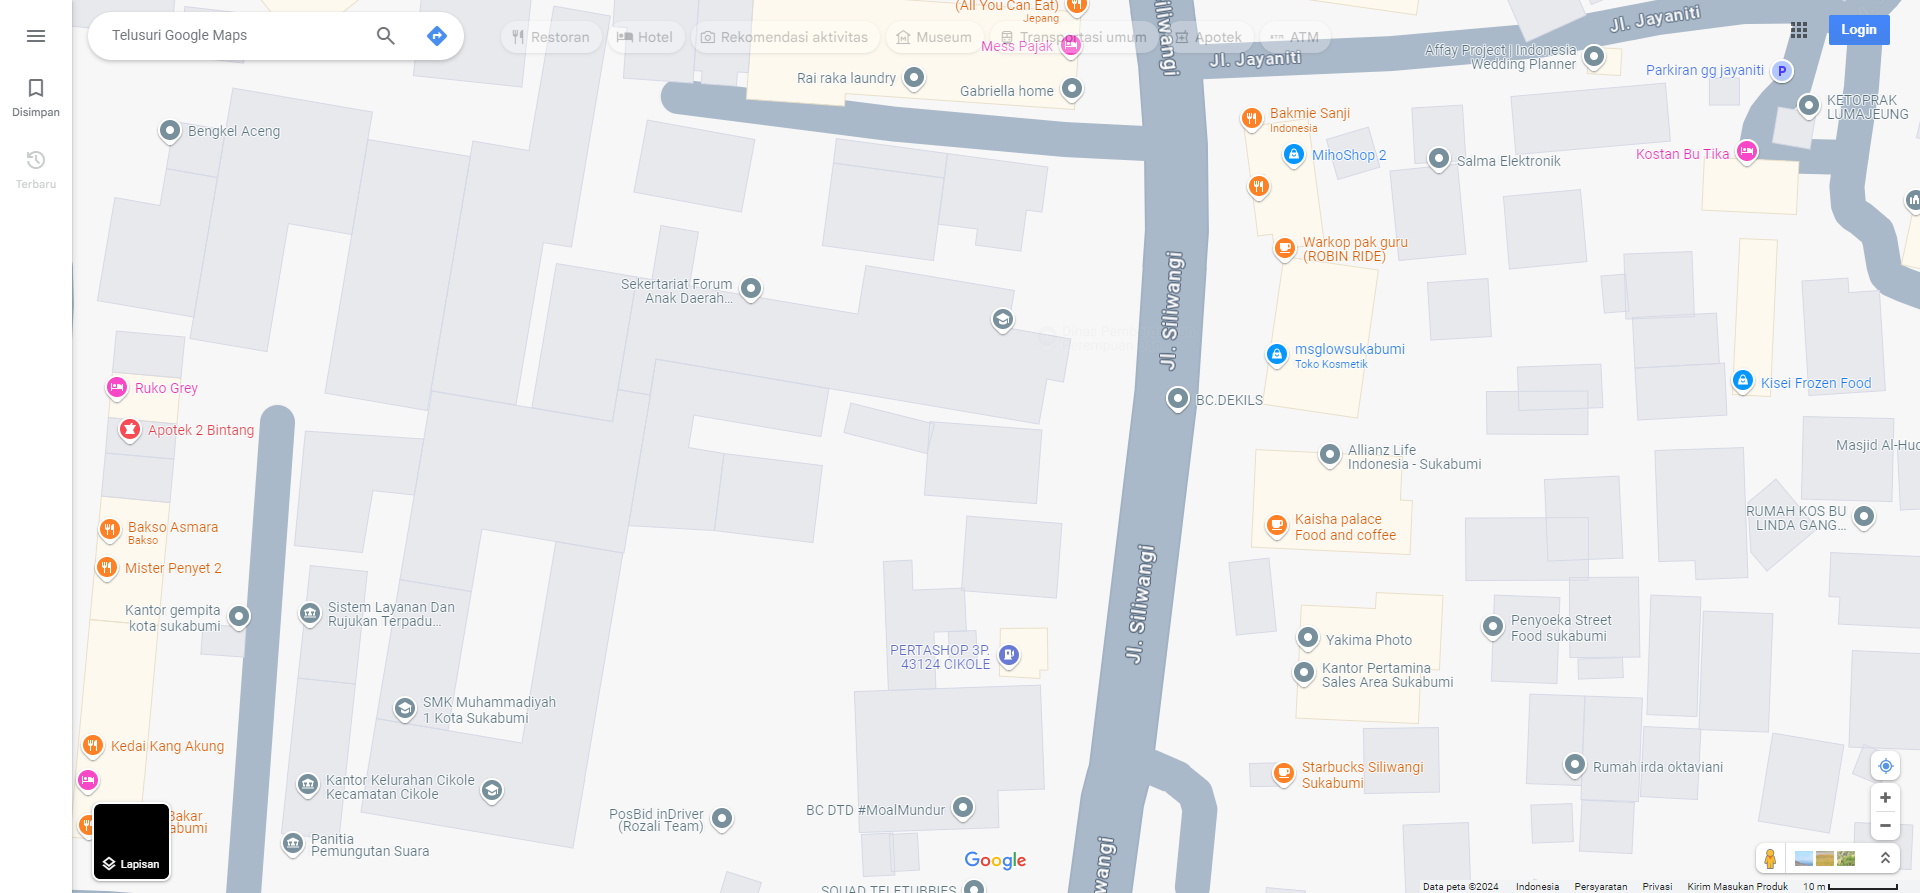 Telusuri Google Maps
Disimpan
Terbaru
Restoran
Hotel
Rekomendasi aktivitas
Museum
Transportasi umum
Apotek
ATM
Login
(All You Can Eat)
Jepang
Mess Pajak
Rai raka laundry
Gabriella home
Siliwangi
Jl. Jayaniti
Jl. Jayaniti
Affay Project | Indonesia
Wedding Planner
Parkiran gg jayaniti
P
KETOPRAK
LUMAJEUNG
Bengkel Aceng
Bakmie Sanji
Indonesia
MihoShop 2
Salma Elektronik
Kostan Bu Tika
Warkop pak guru
(ROBIN RIDE)
Sekertariat Forum
Anak Daerah...
Jl. Siliwangi
msglowsukabumi
Toko Kosmetik
Kisei Frozen Food
Ruko Grey
BC.DEKILS
Apotek 2 Bintang
Allianz Life
Indonesia - Sukabumi
Masjid Al-Hud
RUMAH KOS BU
LINDA GANG...
Bakso Asmara
Bakso
Kaisha palace
Food and coffee
Mister Penyet 2
Jl. Siliwangi
Kantor gempita
kota sukabumi
Sistem Layanan Dan
Rujukan Terpadu...
Penyoeka Street
Food sukabumi
Yakima Photo
PERTASHOP 3P.
43124 CIKOLE
Kantor Pertamina
Sales Area Sukabumi
SMK Muhammadiyah
1 Kota Sukabumi
Kedai Kang Akung
Starbucks Siliwangi
Sukabumi
Rumah irda oktaviani
Kantor Kelurahan Cikole
Kecamatan Cikole
PosBid inDriver
(Rozali Team)
BC DTD #MoalMundur
Bakar
abumi
Panitia
Pemungutan Suara
Lapisan
Google
wangi
SQUAD TELETUBBIES
Data peta ©2024
Indonesia
Persyaratan
Privasi
Kirim Masukan Produk
10 m